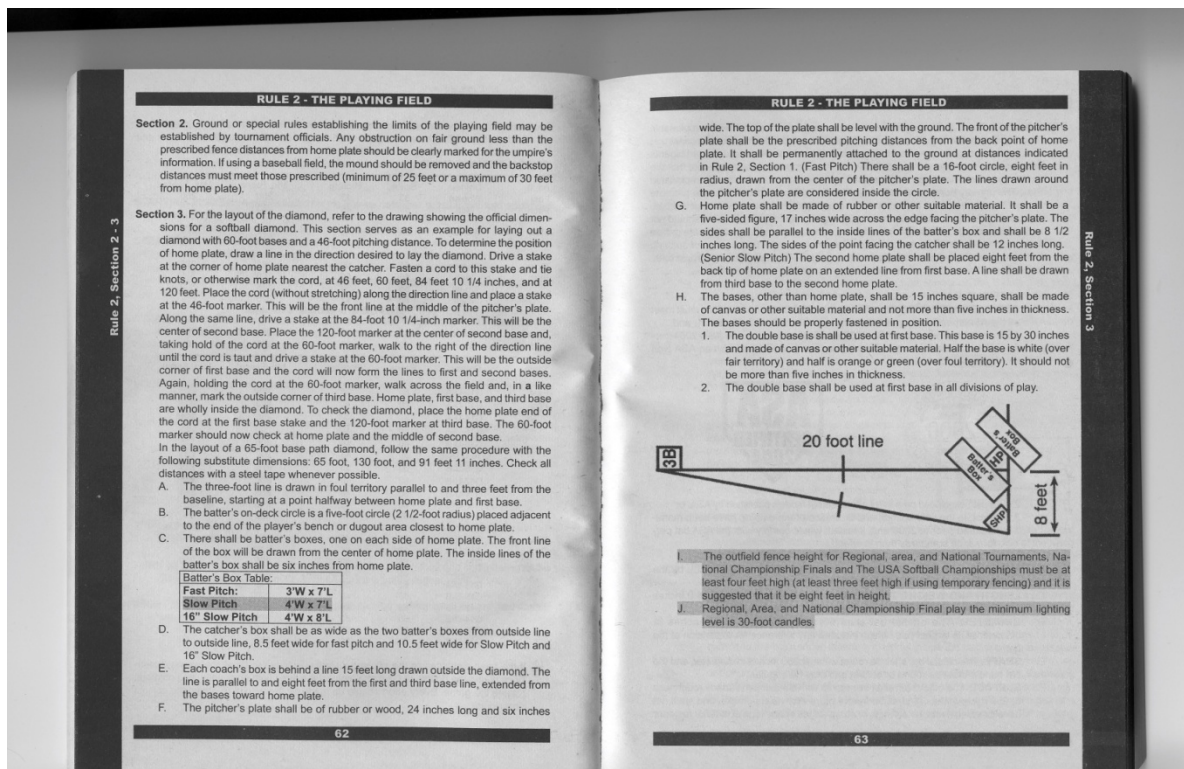 RULE 2 - THE PLAYING FIELD
Section 2. Ground or special rules establishing the limits of the playing field may be
established by tournament officials. Any obstruction on fair ground less than the
prescribed fence distances from home plate should be clearly marked for the umpire's
information. If using a baseball field, the mound should be removed and the backstop
distances must meet those prescribed (minimum of 25 feet or a maximum of 30 feet
from home plate).
Section 3. For the layout of the diamond, refer to the drawing showing the official dimen-
sions for a softball diamond. This section serves as an example for laying out a
diamond with 60-foot bases and a 46-foot pitching distance. To determine the position
of home plate, draw a line in the direction desired to lay the diamond. Drive a stake
at the corner of home plate nearest the catcher. Fasten a cord to this stake and tie
knots, or otherwise mark the cord, at 46 feet, 60 feet, 84 feet 10 1/4 inches, and at
120 feet. Place the cord (without stretching) along the direction line and place a stake
at the 46-foot marker. This will be the front line at the middle of the pitcher's plate.
Along the same line, drive a stake at the 84-foot 10 1/4-inch marker. This will be the
center of second base. Place the 120-foot marker at the center of second base and,
taking hold of the cord at the 60-foot marker, walk to the right of the direction line
until the cord is taut and drive a stake at the 60-foot marker. This will be the outside
corner of first base and the cord will now form the lines to first and second bases.
Again, holding the cord at the 60-foot marker, walk across the field and, in a like
manner, mark the outside corner of third base. Home plate, first base, and third base
are wholly inside the diamond. To check the diamond, place the home plate end of
the cord at the first base stake and the 120-foot marker at third base. The 60-foot
marker should now check at home plate and the middle of second base.
In the layout of a 65-foot base path diamond, follow the same procedure with the
following substitute dimensions: 65 foot, 130 foot, and 91 feet 11 inches. Check all
distances with a steel tape whenever possible.
A. The three-foot line is drawn in foul territory parallel to and three feet from the
baseline, starting at a point halfway between home plate and first base.
B. The batter's on-deck circle is a five-foot circle (2 1/2-foot radius) placed adjacent
to the end of the player's bench or dugout area closest to home plate.
C. There shall be batter's boxes, one on each side of home plate. The front line
of the box will be drawn from the center of home plate. The inside lines of the
batter's box shall be six inches from home plate.
Batter's Box Table:
Fast Pitch: 3'W x 7'L
Slow Pitch 4'W x 7'L
16" Slow Pitch 4'W x 8'L
D. The catcher's box shall be as wide as the two batter's boxes from outside line
to outside line, 8.5 feet wide for fast pitch and 10.5 feet wide for Slow Pitch and
16" Slow Pitch.
E. Each coach's box is behind a line 15 feet long drawn outside the diamond. The
line is parallel to and eight feet from the first and third base line, extended from
the bases toward home plate.
F. The pitcher's plate shall be of rubber or wood, 24 inches long and six inches
62
Rule 2, Section 2 - 3
RULE 2 - THE PLAYING FIELD
wide. The top of the plate shall be level with the ground. The front of the pitcher's
plate shall be the prescribed pitching distances from the back point of home
plate. It shall be permanently attached to the ground at distances indicated
in Rule 2, Section 1. (Fast Pitch) There shall be a 16-foot circle, eight feet in
radius, drawn from the center of the pitcher's plate. The lines drawn around
the pitcher's plate are considered inside the circle.
G. Home plate shall be made of rubber or other suitable material. It shall be a
five-sided figure, 17 inches wide across the edge facing the pitcher's plate. The
sides shall be parallel to the inside lines of the batter's box and shall be 8 1/2
inches long. The sides of the point facing the catcher shall be 12 inches long.
(Senior Slow Pitch) The second home plate shall be placed eight feet from the
back tip of home plate on an extended line from first base. A line shall be drawn
from third base to the second home plate.
H. The bases, other than home plate, shall be 15 inches square, shall be made
of canvas or other suitable material and not more than five inches in thickness.
The bases should be properly fastened in position.
1. The double base is shall be used at first base. This base is 15 by 30 inches
and made of canvas or other suitable material. Half the base is white (over
fair territory) and half is orange or green (over foul territory). It should not
be more than five inches in thickness.
2. The double base shall be used at first base in all divisions of play.
3B
20 foot line
Batter's
Box
HP
Batter's
Box
SHP
8 feet
I. The outfield fence height for Regional, area, and National Tournaments, Na-
tional Championship Finals and The USA Softball Championships must be at
least four feet high (at least three feet high if using temporary fencing) and it is
suggested that it be eight feet in height.
J. Regional, Area, and National Championship Final play the minimum lighting
level is 30-foot candles.
63
Rule 2, Section 3